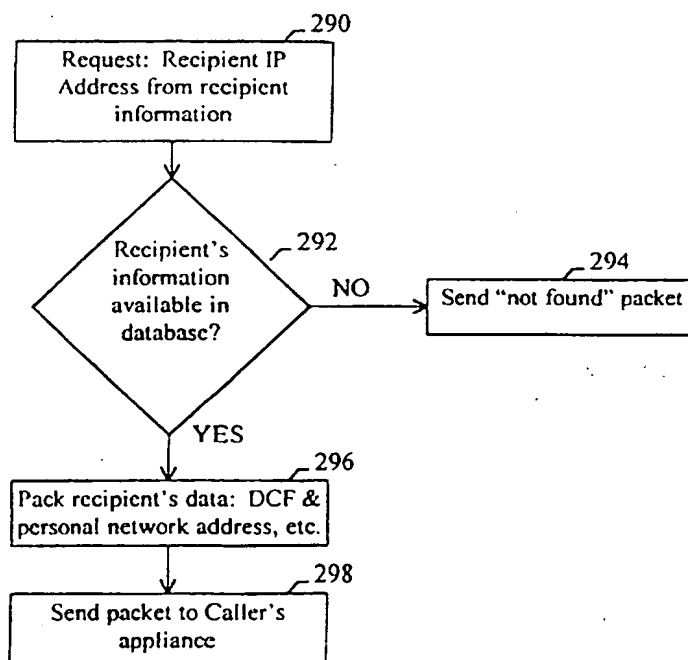 290
Request: Recipient IP
Address from recipient
information
292
Recipient's
information
available in
database?
NO
294
Send “not found” packet
YES
296
Pack recipient's data: DCF &
personal network address, etc.
298
Send packet to Caller's
appliance